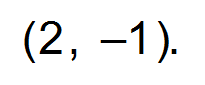 (2, –1).